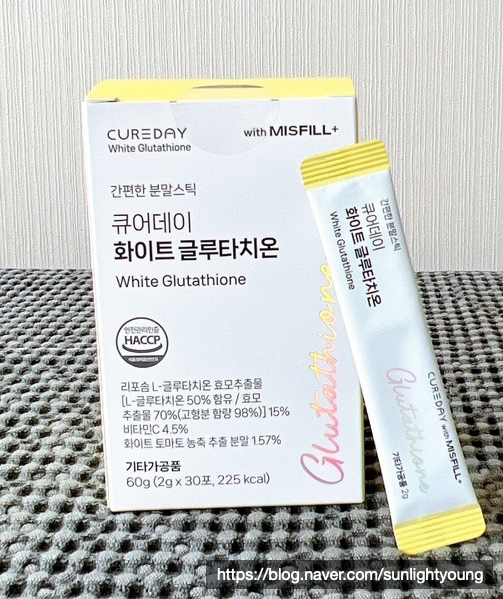 CUREDAY
White Glutathione
with MISFILL+
간편한 분말스틱
큐어데이
화이트 글루타치온
White Glutathione
안전관리인증
HACCP
리포솜 L-글루타치온 효모추출물
[L-글루타치온 50% 함유 / 효모
추출물 70%(고형분 함량 98%)] 15%
비타민C 4.5%
화이트 토마토 농축 추출 분말 1.57%
기타가공품
60g (2g x 30포, 225 kcal)
Glutathione
간편한 분말스틱
큐어데이
화이트 글루타치온
White Glutathione
Glutathione
CUREDAY with MISFILL+
기타가공품 2g
https://blog.naver.com/sunlightyoung